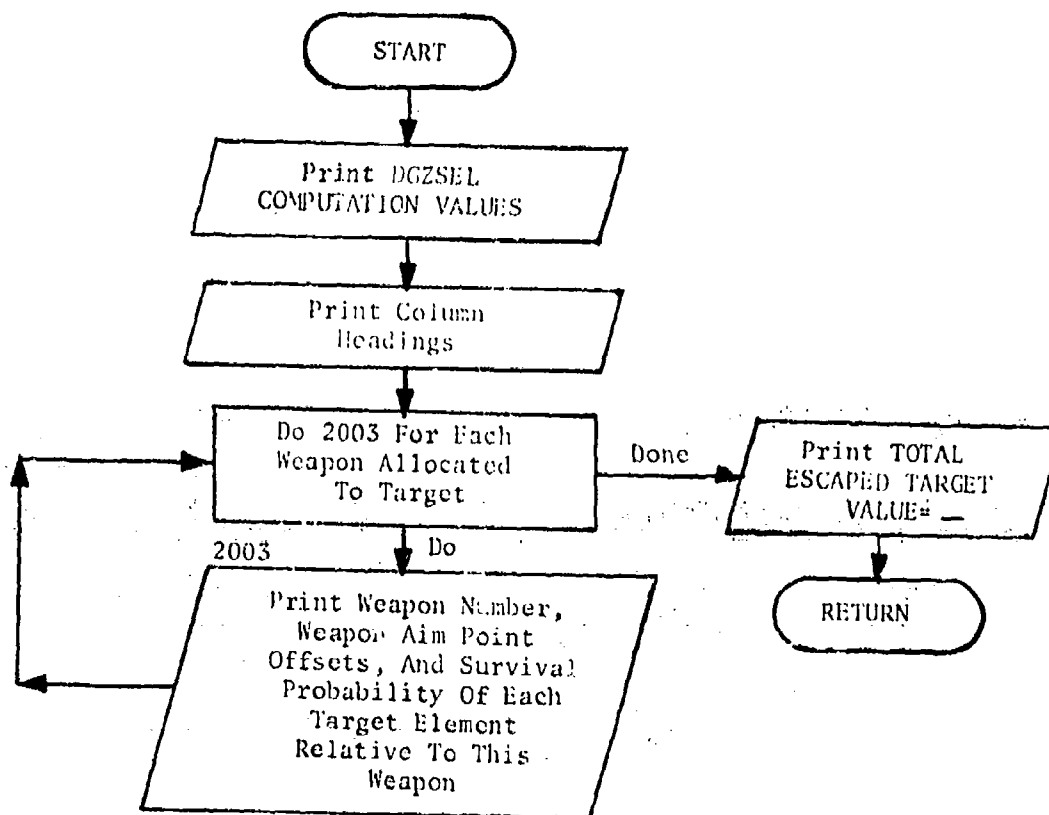 START
Print DGZSEL
COMPUTATION VALUES
Print Column
Headings
Do 2003 For Each
Weapon Allocated
To Target
Done
Print TOTAL
ESCAPED TARGET
VALUE= __
Do
2003
RETURN
Print Weapon Number,
Weapon Aim Point
Offsets, And Survival
Probability Of Each
Target Element
Relative To This
Weapon